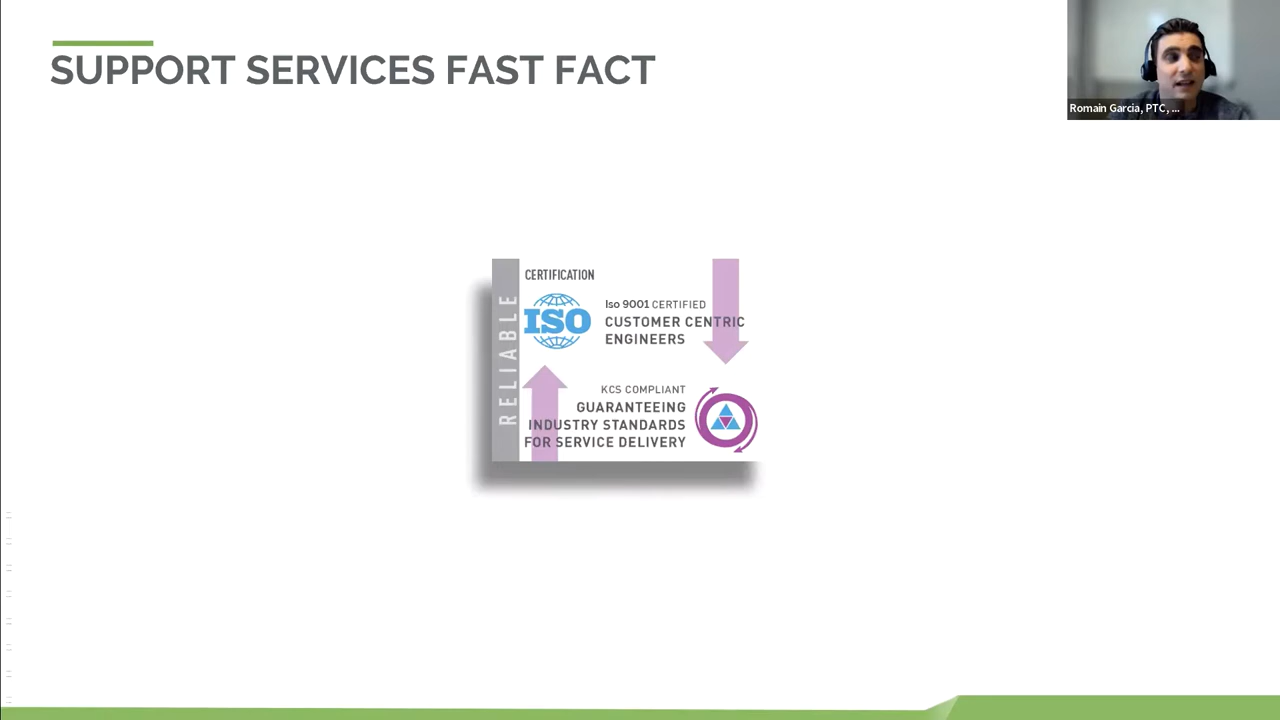 SUPPORT SERVICES FAST FACT
Romain Garcia, PTC, ...
RELIABLE
CERTIFICATION
ISO
Iso 9001 CERTIFIED
CUSTOMER CENTRIC
ENGINEERS
KCS COMPLIANT
GUARANTEEING
INDUSTRY STANDARDS
FOR SERVICE DELIVERY